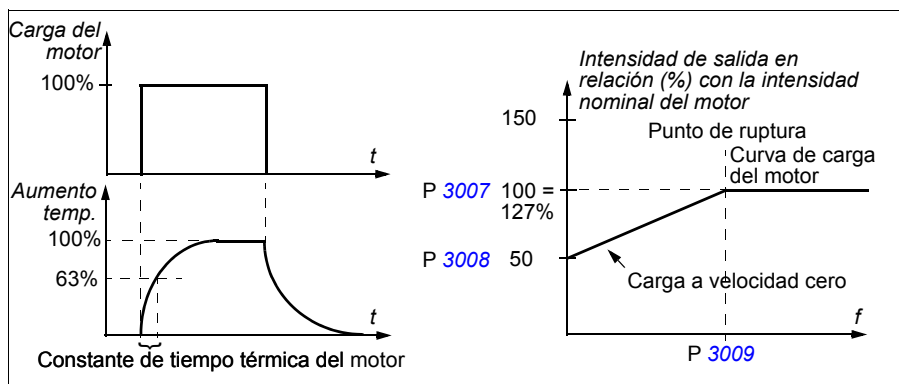 Carga del
motor
100%
t
Aumento
temp.
100%
63%
t
Constante de tiempo térmica del motor
Intensidad de salida en
relación (%) con la intensidad
nominal del motor
150
Punto de ruptura
Curva de carga
del motor
P 3007 100 =
127%
P 3008 50
Carga a velocidad cero
f
P 3009